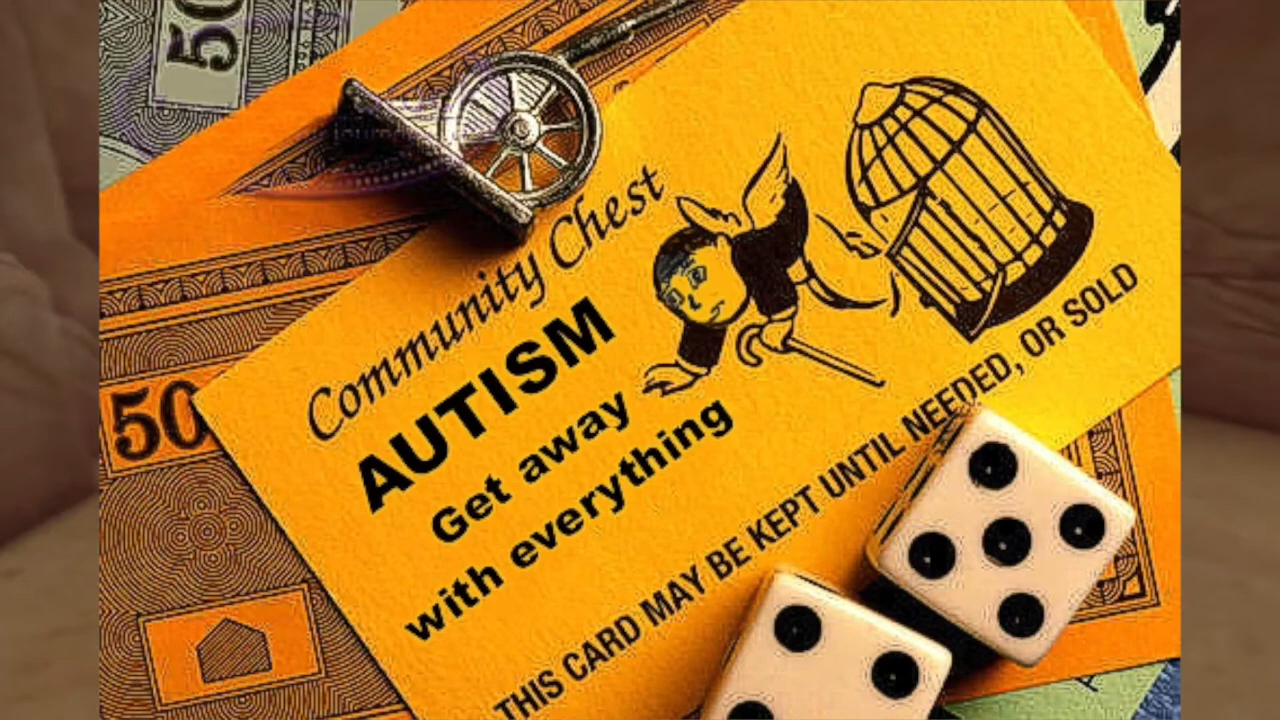 50
Community Chest
AUTISM
Get away
with everything
50
THIS CARD MAY BE KEPT UNTIL NEEDED, OR SOLD